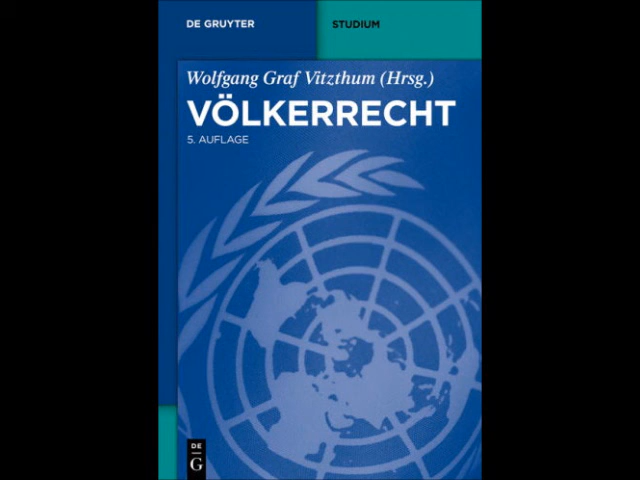 DE GRUYTER
STUDIUM
Wolfgang Graf Vitzthum (Hrsg.)
VÖLKERRECHT
5. AUFLAGE
DE
G